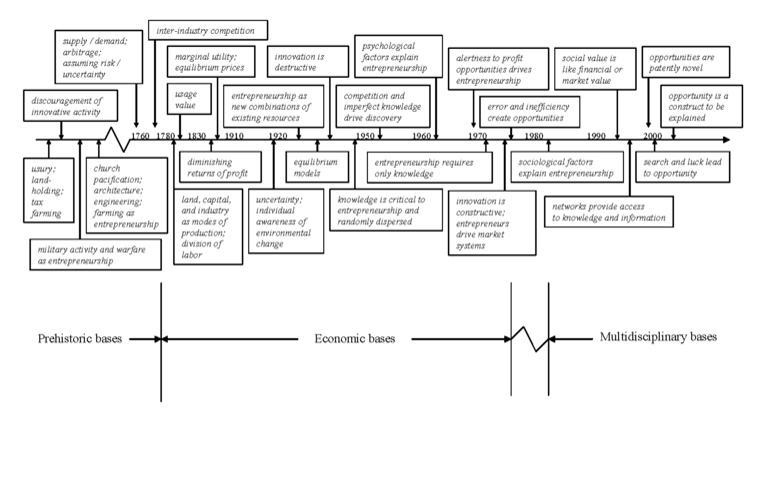 inter-industry competition
supply / demand;
arbitrage;
assuming risk /
uncertainty
marginal utility;
equilibrium prices
innovation is
destructive
psychological
factors explain
entrepreneurship
alertness to profit
opportunities drives
entrepreneurship
social value is
like financial or
market value
opportunities are
patently novel
discouragement of
innovative activity
usage
value
entrepreneurship as
new combinations of
existing resources
competition and
imperfect knowledge
drive discovery
error and inefficiency
create opportunities
opportunity is a
construct to be
explained
1760 1780 1830 1910 1920 1950 1960 1970 1980 1990 2000
usury;
land-
holding;
tax
farming
church
pacification;
architecture;
engineering;
farming as
entrepreneurship
diminishing
returns of profit
equilibrium
models
entrepreneurship requires
only knowledge
sociological factors
explain entrepreneurship
search and luck lead
to opportunity
land, capital,
and industry
as modes of
production;
division of
labor
uncertainty;
individual
awareness of
environmental
change
knowledge is critical to
entrepreneurship and
randomly dispersed
innovation is
constructive;
entrepreneurs
drive market
systems
networks provide access
to knowledge and information
military activity and warfare
as entrepreneurship
Prehistoric bases
Economic bases
Multidisciplinary bases